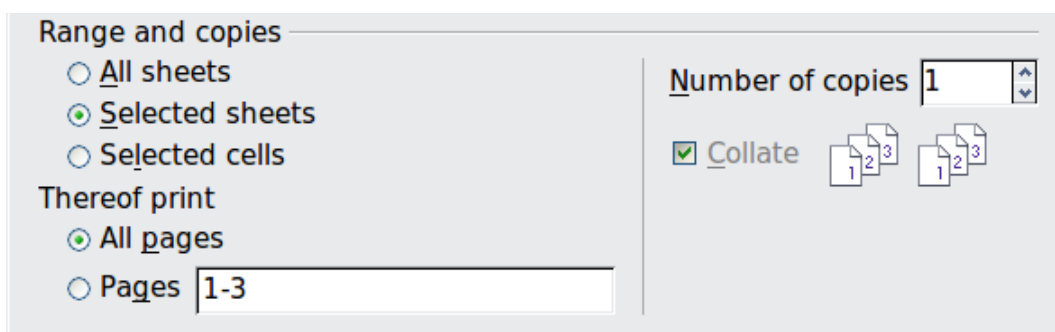 Range and copies
All sheets
Selected sheets
Selected cells
Thereof print
All pages
Pages 1-3
Number of copies 1
Collate 1 2 3 1 2 3